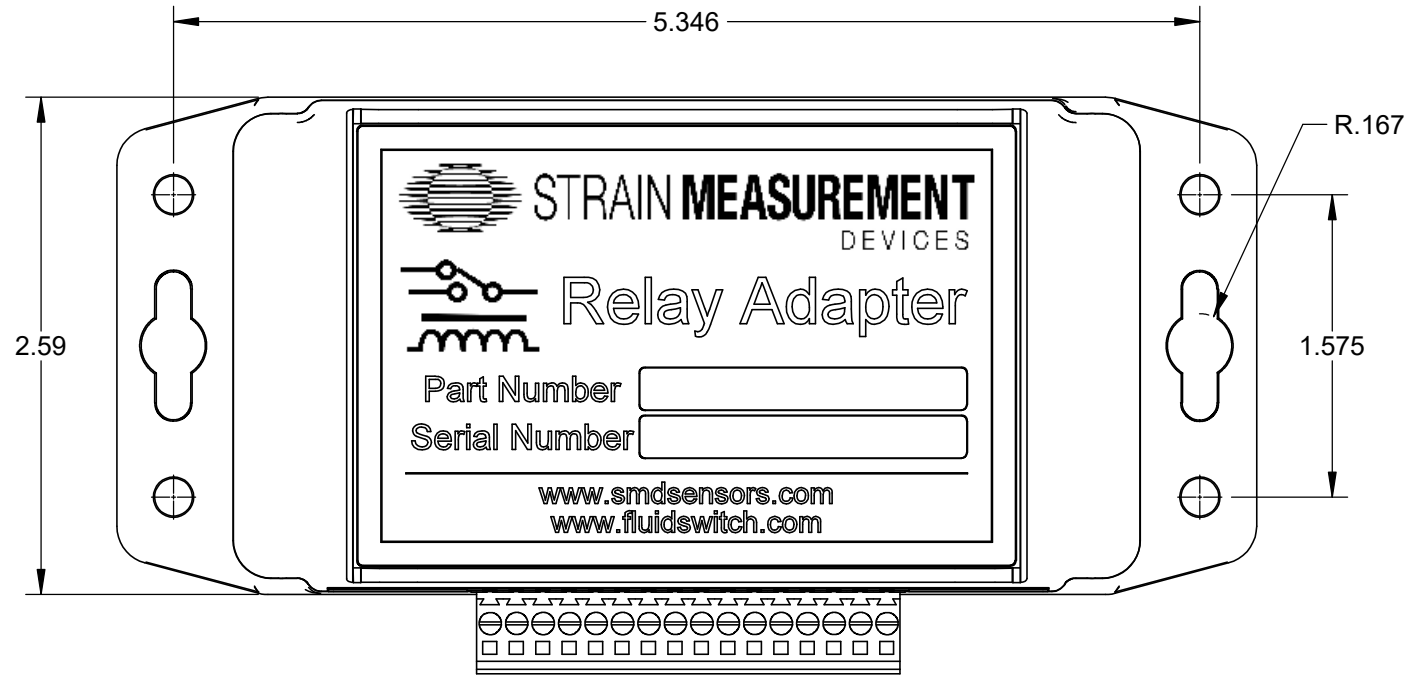 5.346
R.167
STRAIN MEASUREMENT
DEVICES
Relay Adapter
2.59
1.575
Part Number
Serial Number
www.smdsensors.com
www.fluidswitch.com